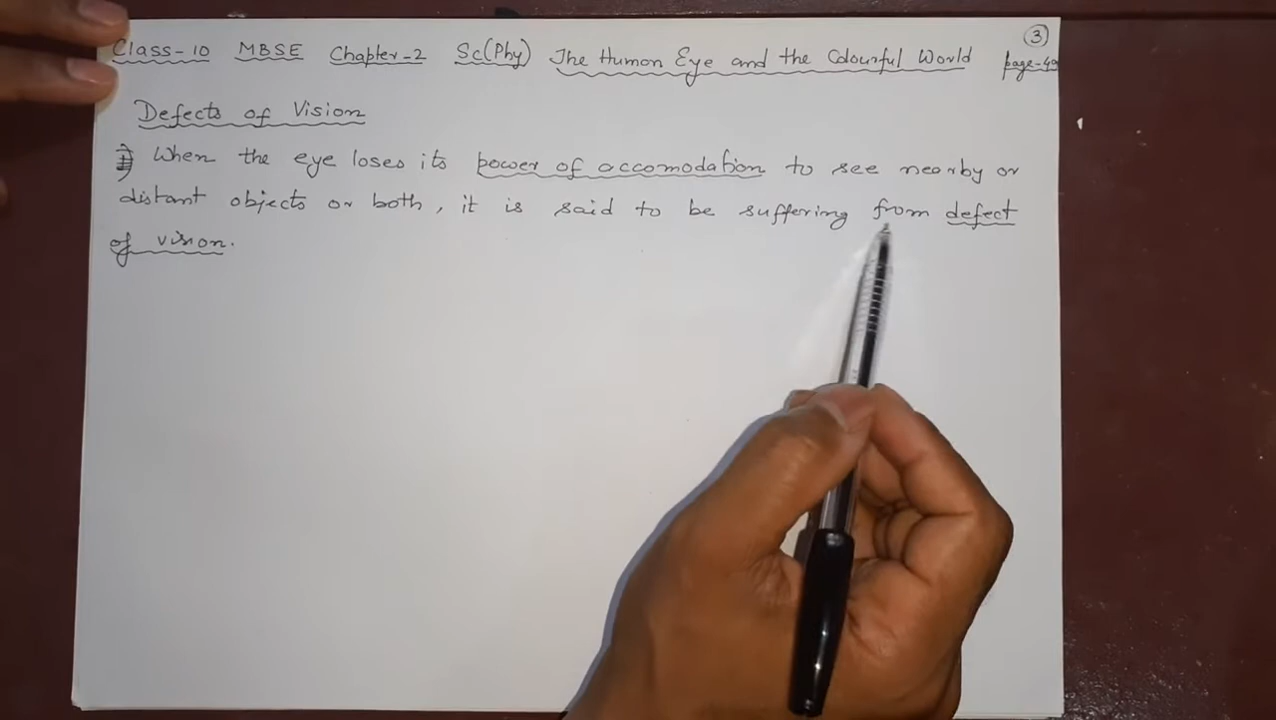 3
Class-10 MBSE Chapter-2 Sc(Phy) The Human Eye and the Colourful World page-49
Defects of Vision
When the eye loses its power of accomodation to see nearby or
distant objects or both, it is said to be suffering from defect
of vision.